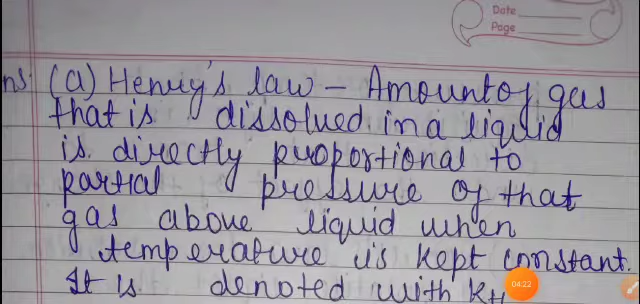 Date
Page
ns (a) Henry's law - Amount of gas
that is dissolved in a liquid
is directly proportional to
partial pressure of that
gas above liquid when
temperature is kept constant.
It is denoted with KH
04:22